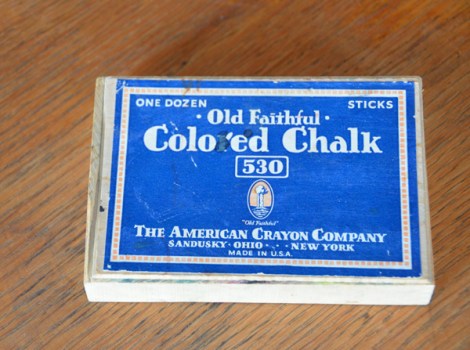 ONE DOZEN STICKS
· Old Faithful ·
Colored Chalk
530
"Old Faithful"
THE AMERICAN CRAYON COMPANY
SANDUSKY · OHIO · - · NEW YORK
MADE IN U.S.A.